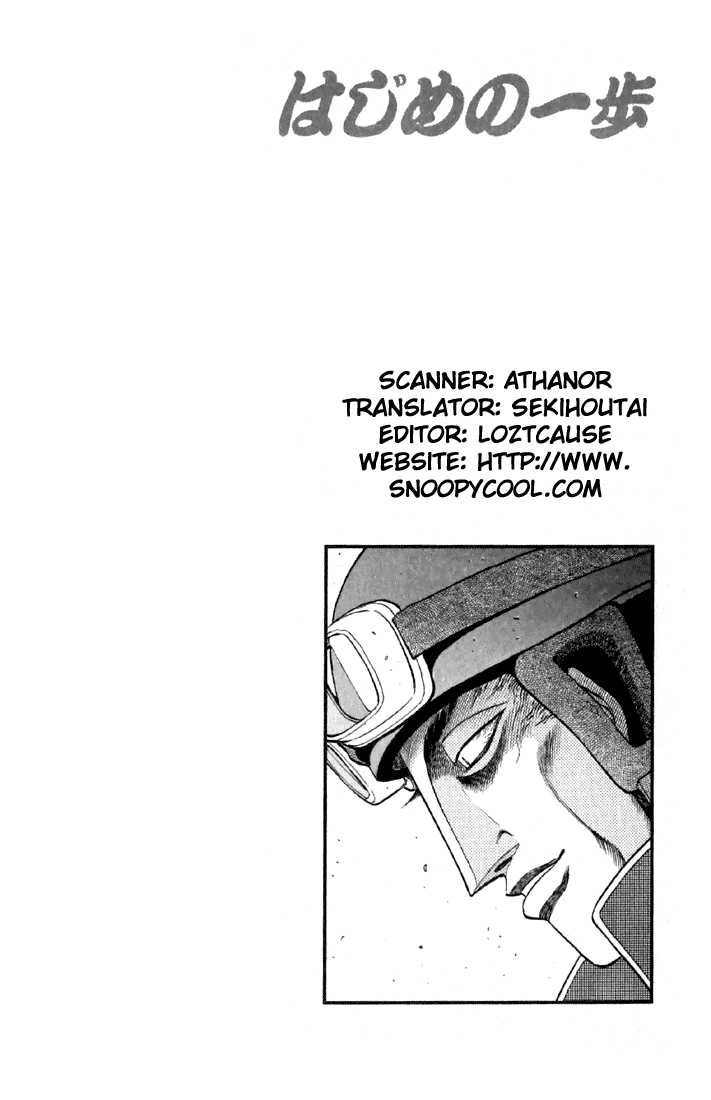 はじめの一歩
SCANNER: ATHANOR
TRANSLATOR: SEKIHOUTAI
EDITOR: LOZTCAUSE
WEBSITE: HTTP://WWW.
SNOOPYCOOL.COM